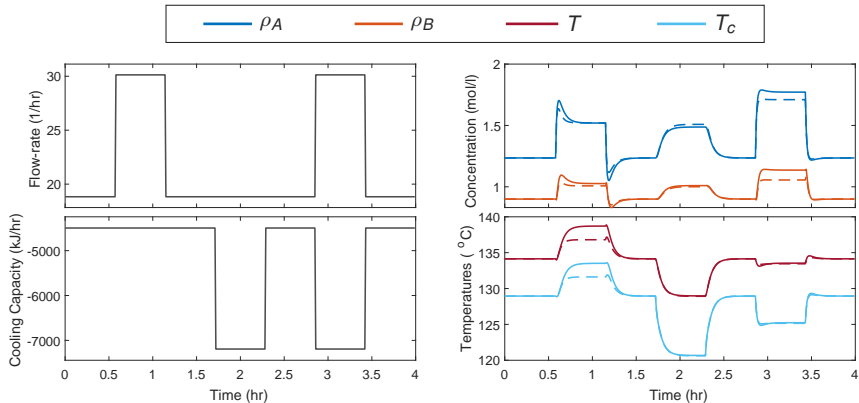 ρA ρB T Tc
Flow-rate (1/hr)
30
25
20
Cooling Capacity (kJ/hr)
-5000
-6000
-7000
0 0.5 1 1.5 2 2.5 3 3.5 4
Time (hr)
Concentration (mol/l)
2
1.5
1
Temperatures ( °C)
140
135
130
125
120
0 0.5 1 1.5 2 2.5 3 3.5 4
Time (hr)